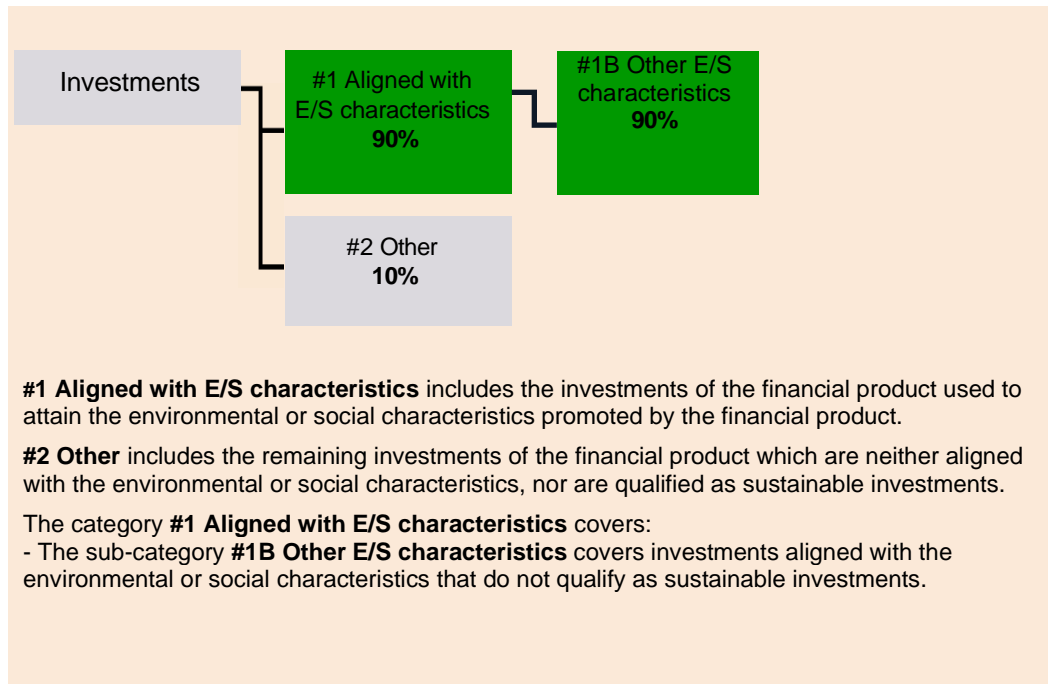 Investments
#1 Aligned with
E/S characteristics
90%
#1B Other E/S
characteristics
90%
#2 Other
10%
#1 Aligned with E/S characteristics includes the investments of the financial product used to
attain the environmental or social characteristics promoted by the financial product.
#2 Other includes the remaining investments of the financial product which are neither aligned
with the environmental or social characteristics, nor are qualified as sustainable investments.
The category #1 Aligned with E/S characteristics covers:
- The sub-category #1B Other E/S characteristics covers investments aligned with the
environmental or social characteristics that do not qualify as sustainable investments.